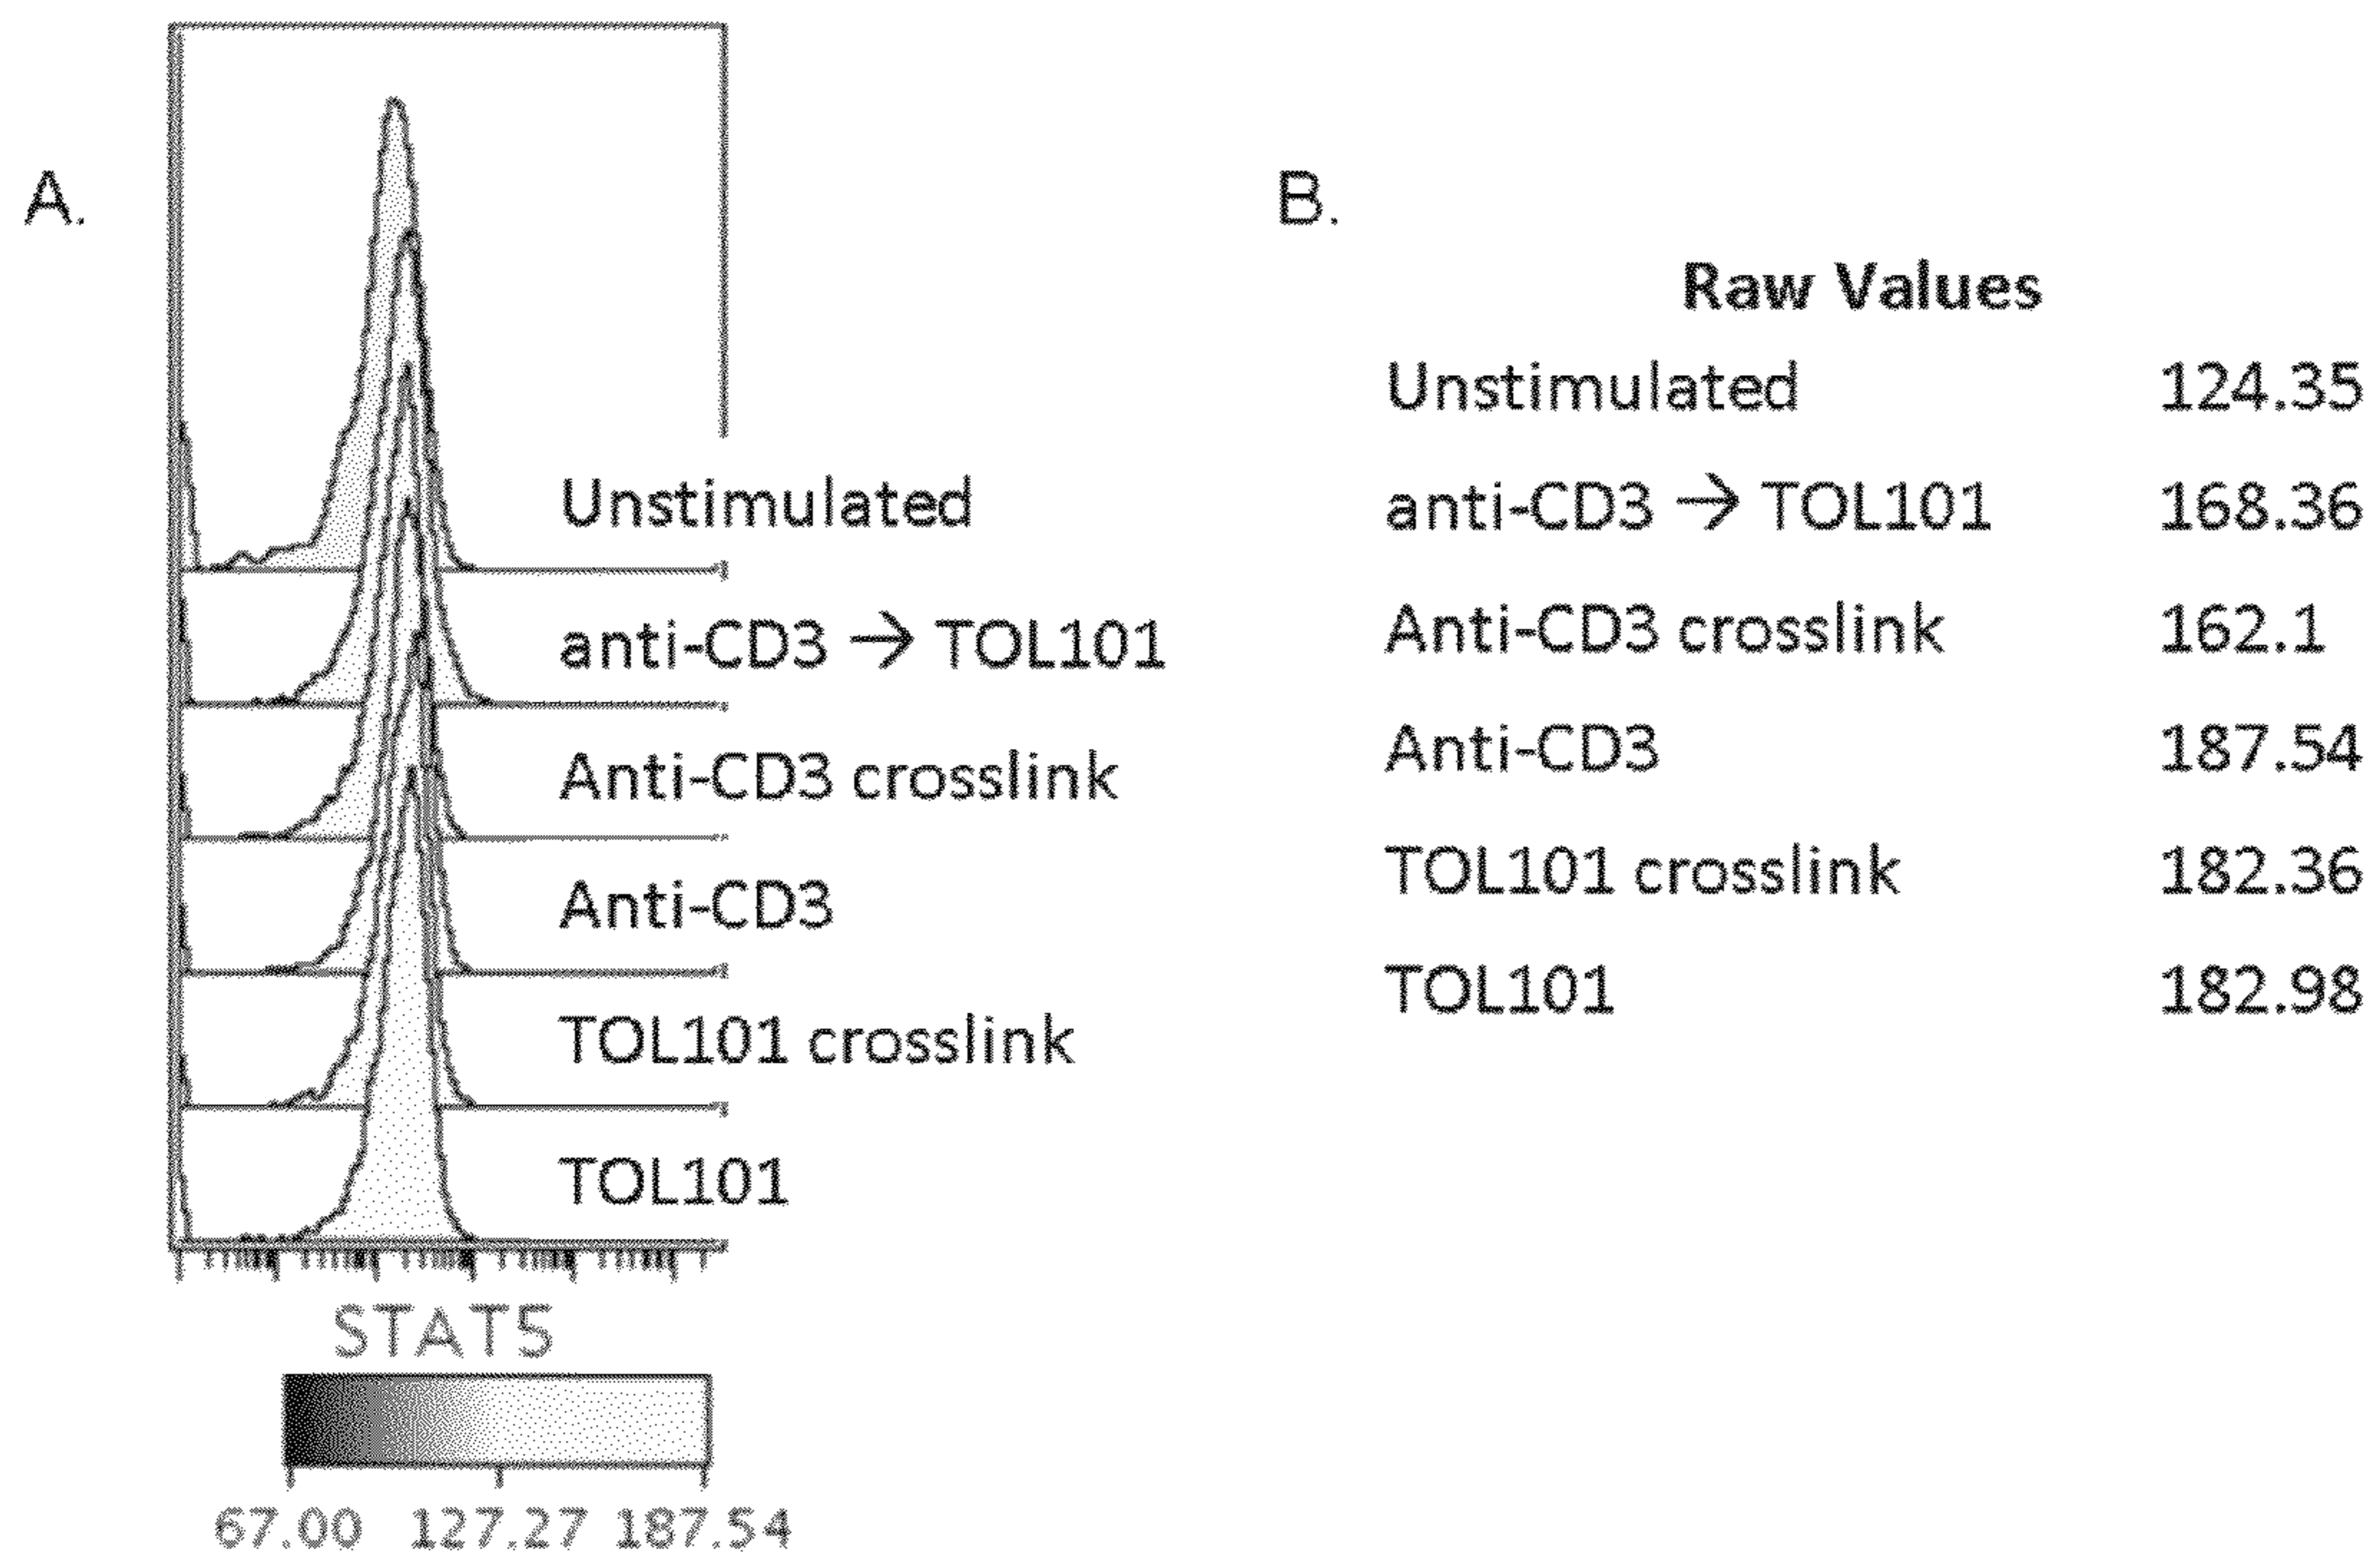 A.
Unstimulated
anti-CD3 → TOL101
Anti-CD3 crosslink
Anti-CD3
TOL101 crosslink
TOL101
STAT5
67.00 127.27 187.54
B.
Raw Values
Unstimulated 124.35
anti-CD3 → TOL101 168.36
Anti-CD3 crosslink 162.1
Anti-CD3 187.54
TOL101 crosslink 182.36
TOL101 182.98